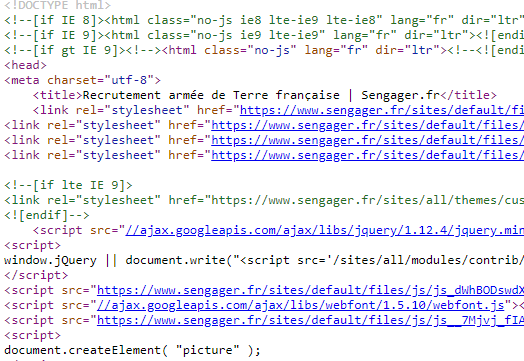 <!DOCTYPE html>
<!--[if IE 8]><html class="no-js ie8 lte-ie9 lte-ie8" lang="fr" dir="ltr"
<!--[if IE 9]><html class="no-js ie9 lte-ie9" lang="fr" dir="ltr"><![end
<!--[if gt IE 9]><!--><html class="no-js" lang="fr" dir="ltr"><!--<![end
<head>
<meta charset="utf-8">
<title>Recrutement armée de Terre française | Sengager.fr</title>
<link rel="stylesheet" href="https://www.sengager.fr/sites/default/fi
<link rel="stylesheet" href="https://www.sengager.fr/sites/default/files/
<link rel="stylesheet" href="https://www.sengager.fr/sites/default/files/
<link rel="stylesheet" href="https://www.sengager.fr/sites/default/files/
<!--[if lte IE 9]>
<link rel="stylesheet" href="https://www.sengager.fr/sites/all/themes/cus
<![endif]-->
<script src="//ajax.googleapis.com/ajax/libs/jquery/1.12.4/jquery.min
<script>
window.jQuery || document.write("<script src='/sites/all/modules/contrib/
</script>
<script src="https://www.sengager.fr/sites/default/files/js/js_dWhBODswdX
<script src="//ajax.googleapis.com/ajax/libs/webfont/1.5.10/webfont.js"><
<script src="https://www.sengager.fr/sites/default/files/js/js__7Mjvj_fIA
<script>
document.createElement( "picture" );